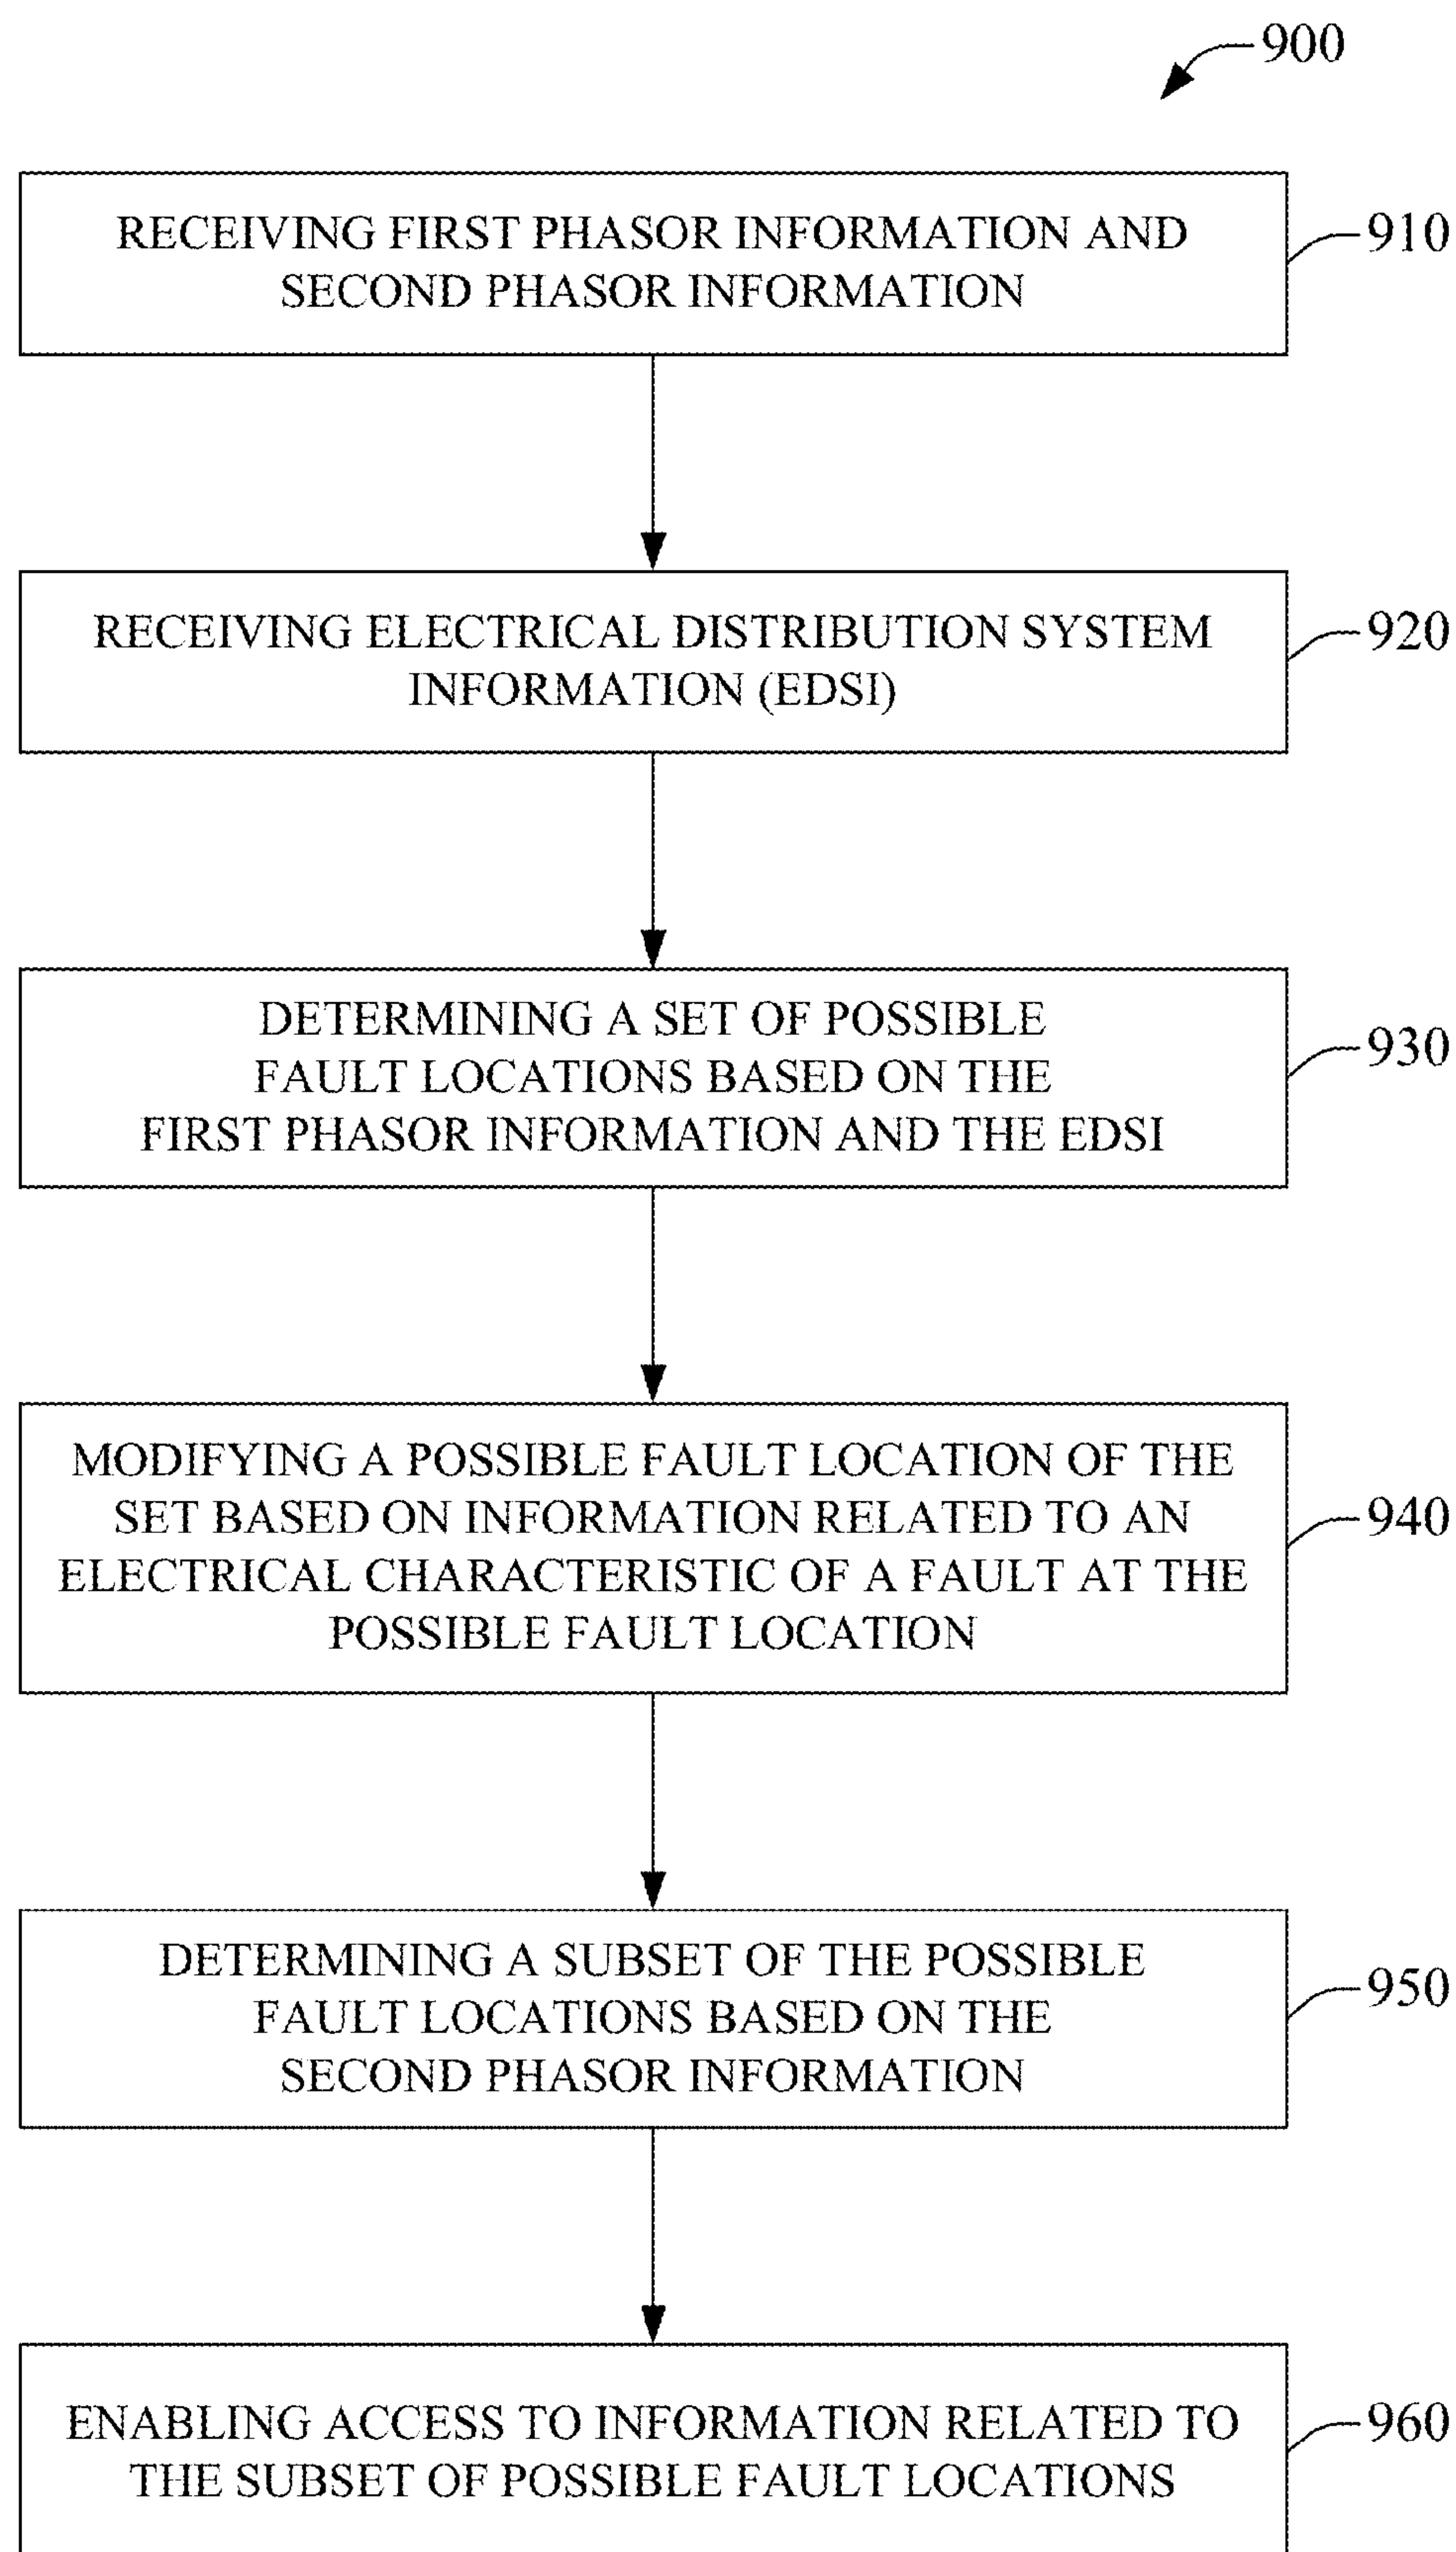 900
RECEIVING FIRST PHASOR INFORMATION AND
SECOND PHASOR INFORMATION
910
RECEIVING ELECTRICAL DISTRIBUTION SYSTEM
INFORMATION (EDSI)
920
DETERMINING A SET OF POSSIBLE
FAULT LOCATIONS BASED ON THE
FIRST PHASOR INFORMATION AND THE EDSI
930
MODIFYING A POSSIBLE FAULT LOCATION OF THE
SET BASED ON INFORMATION RELATED TO AN
ELECTRICAL CHARACTERISTIC OF A FAULT AT THE
POSSIBLE FAULT LOCATION
940
DETERMINING A SUBSET OF THE POSSIBLE
FAULT LOCATIONS BASED ON THE
SECOND PHASOR INFORMATION
950
ENABLING ACCESS TO INFORMATION RELATED TO
THE SUBSET OF POSSIBLE FAULT LOCATIONS
960